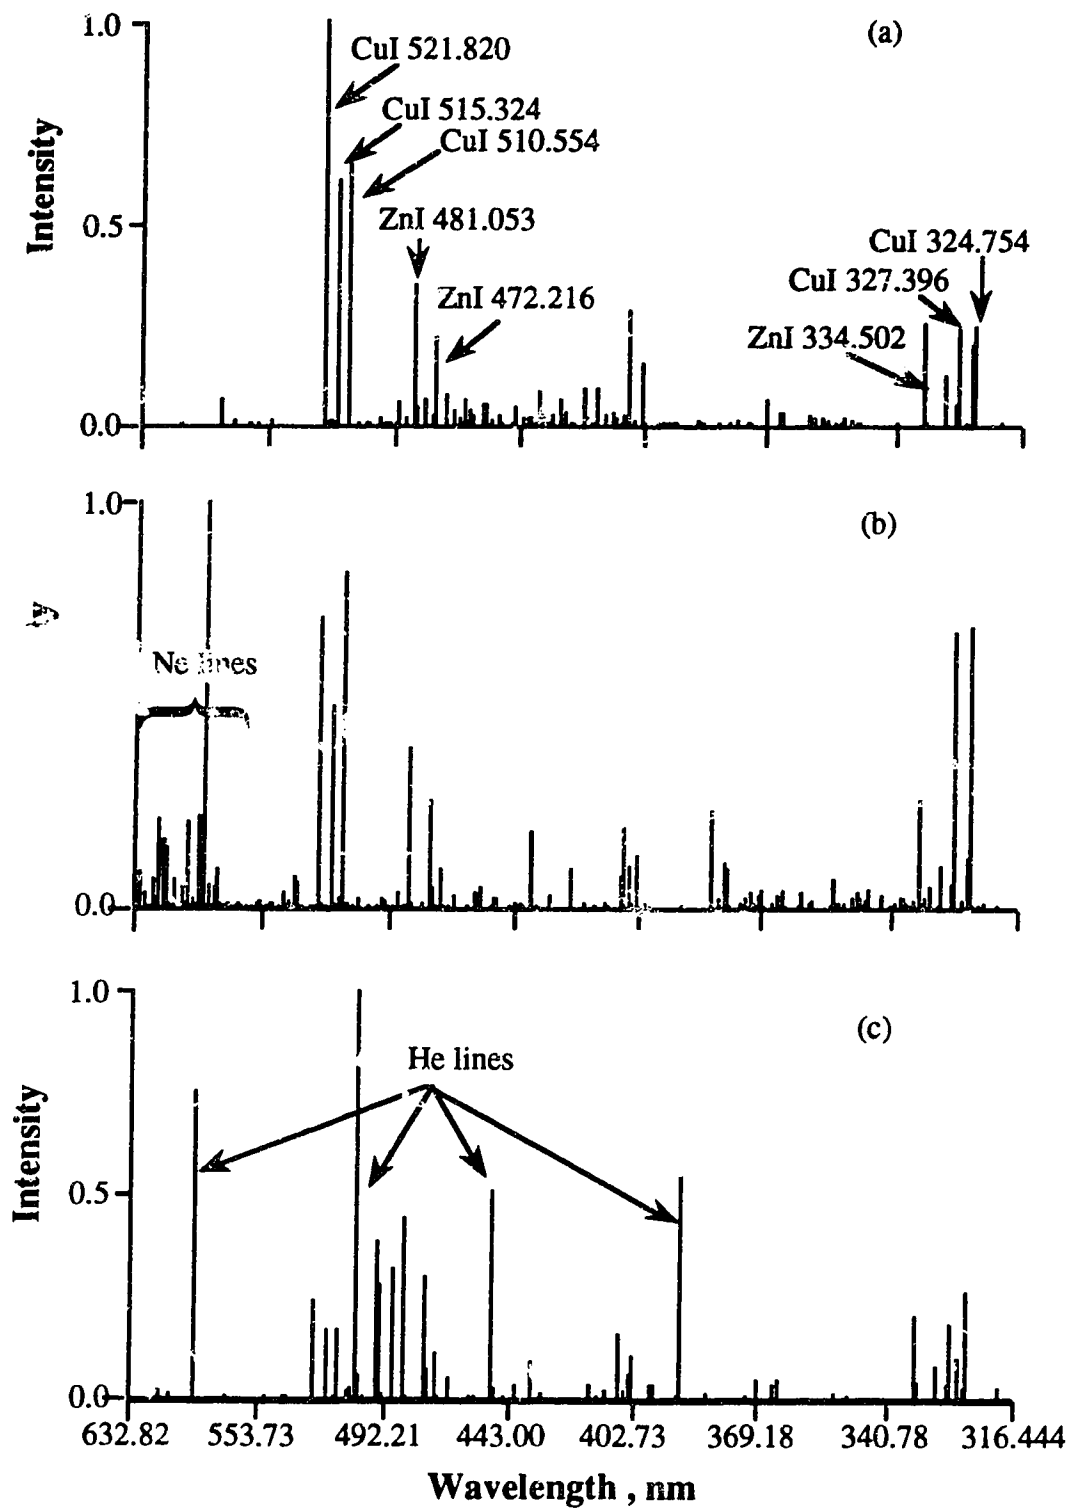 1.0
(a)
CuI 521.820
CuI 515.324
CuI 510.554
Intensity
ZnI 481.053
0.5
CuI 324.754
CuI 327.396
ZnI 472.216
ZnI 334.502
0.0
1.0
(b)
lines
0.0
1.0
(c)
He lines
Intensity
0.5
0.0
632.82 553.73 492.21 443.00 402.73 369.18 340.78 316.444
Wavelength , nm